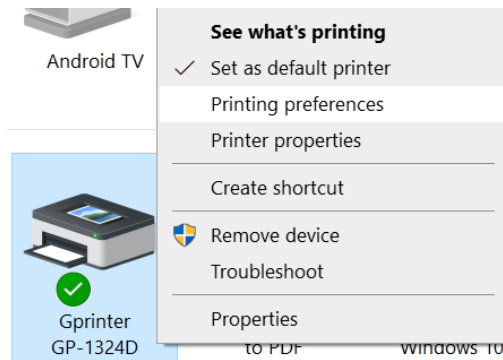 Android TV
See what's printing
Set as default printer
Printing preferences
Printer properties
Create shortcut
Remove device
Troubleshoot
Properties
Gprinter
GP-1324D
to PDF
Windows 10